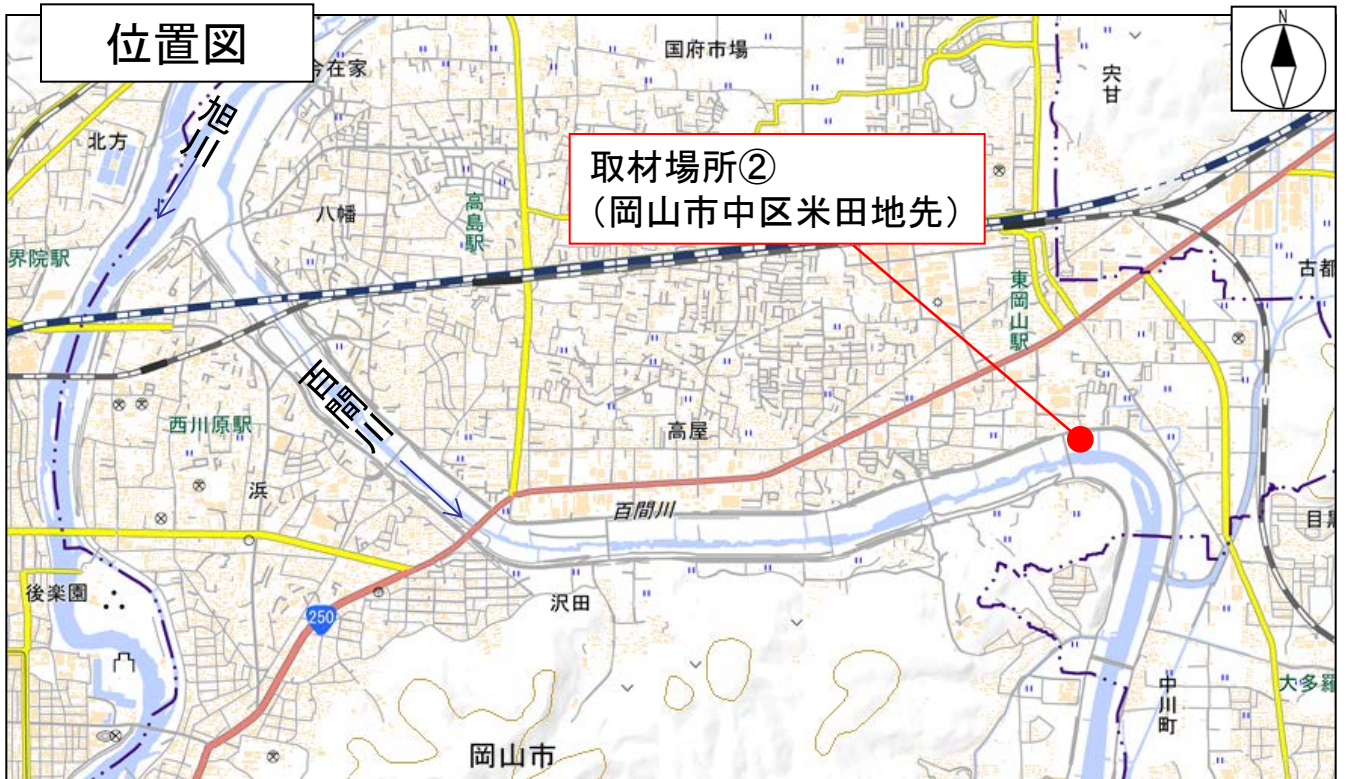 位置図
N
今在家
国府市場
宍甘
北方
旭川
取材場所②
（岡山市中区米田地先）
八幡
高島駅
界院駅
古都
東岡山駅
百間川
西川原駅
高屋
浜
百間川
目黒
後楽園
沢田
250
中川町
大多羅
岡山市